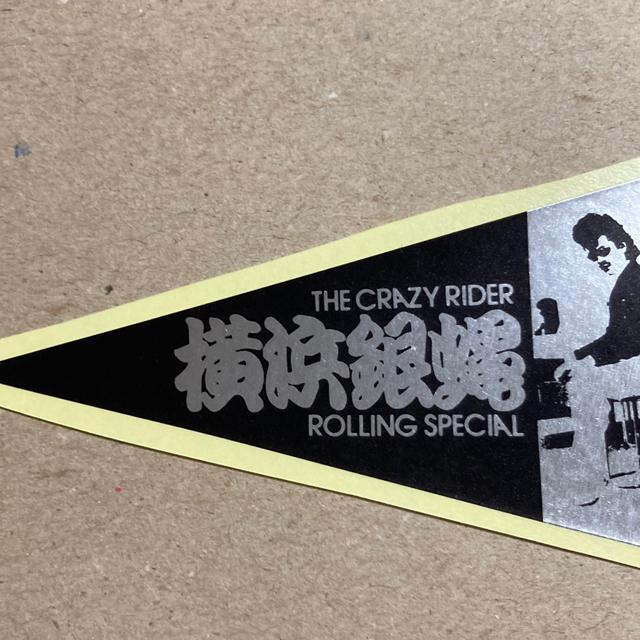 THE CRAZY RIDER
横浜銀蝿
ROLLING SPECIAL